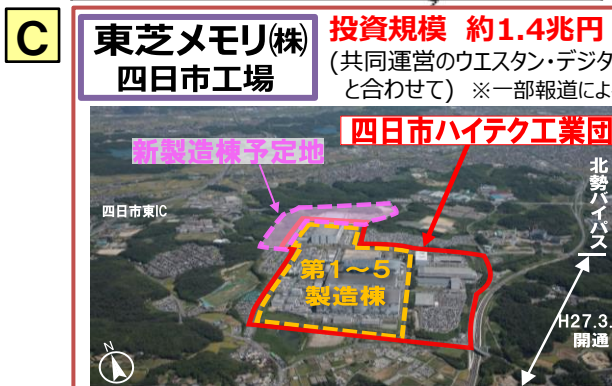 C
東芝メモリ㈱
四日市工場
投資規模 約1.4兆円
(共同運営のウエスタン・デジタ
と合わせて) ※一部報道によ
四日市ハイテク工業団
新製造棟予定地
北勢バイパス
四日市東IC
第1～5
製造棟
H27.3.
開通
N